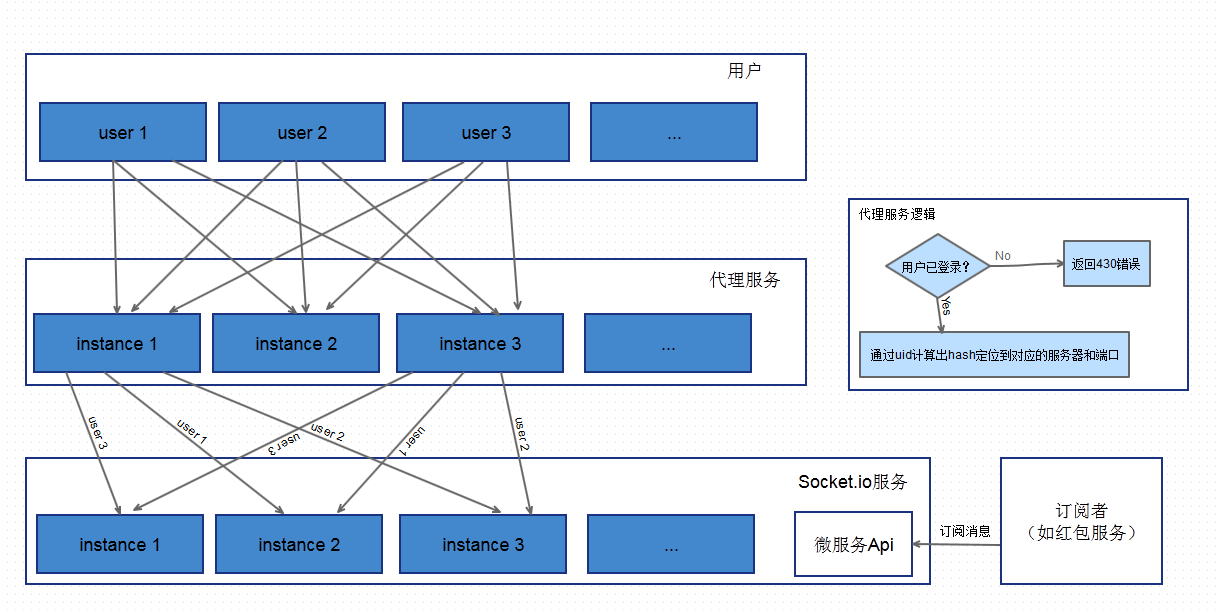 用户
user 1
user 2
user 3
...
代理服务
instance 1
instance 2
instance 3
...
user 3
user 1
user 2
user 3
user 1
user 2
Socket.io服务
instance 1
instance 2
instance 3
...
微服务Api
订阅消息
订阅者
（如红包服务）
代理服务逻辑
用户已登录?
No
返回430错误
Yes
通过uid计算出hash定位到对应的服务器和端口